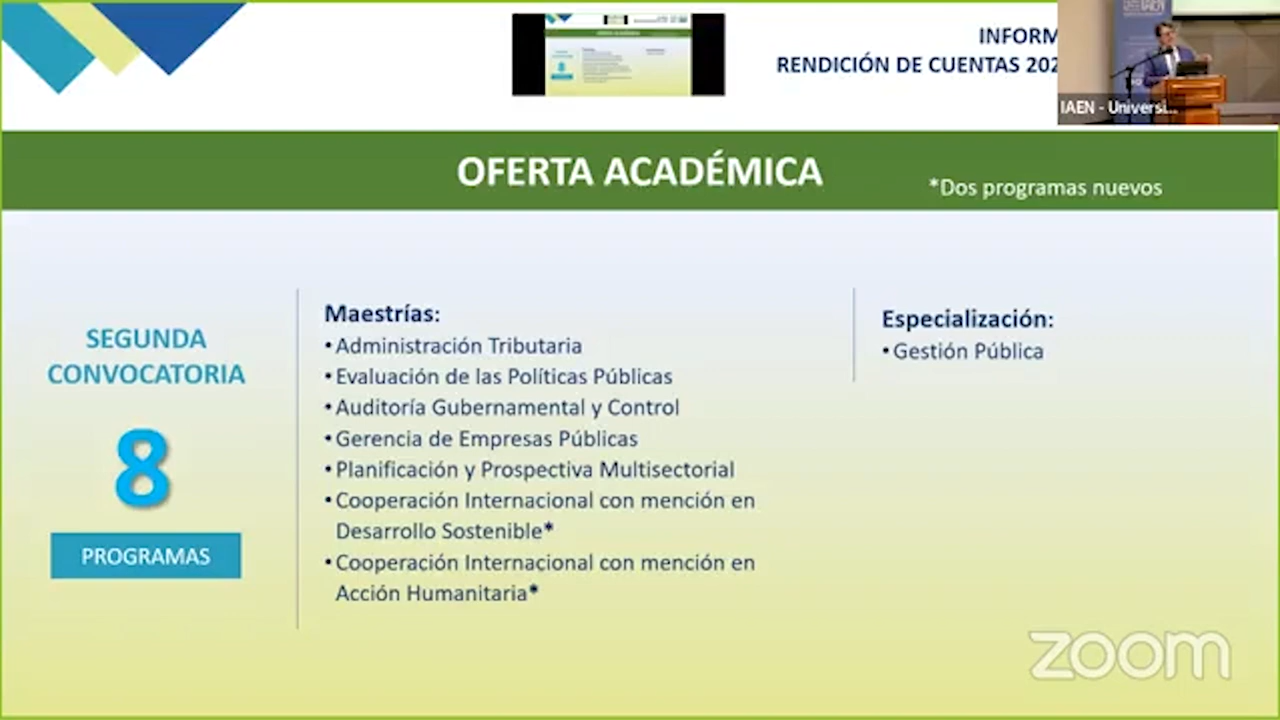 INFORM
RENDICIÓN DE CUENTAS 202
IAEN
IAEN - Universi...
OFERTA ACADÉMICA
*Dos programas nuevos
SEGUNDA
CONVOCATORIA
8
PROGRAMAS
Maestrías:
•Administración Tributaria
•Evaluación de las Políticas Públicas
•Auditoría Gubernamental y Control
•Gerencia de Empresas Públicas
•Planificación y Prospectiva Multisectorial
•Cooperación Internacional con mención en
Desarrollo Sostenible*
•Cooperación Internacional con mención en
Acción Humanitaria*
Especialización:
•Gestión Pública
zoom